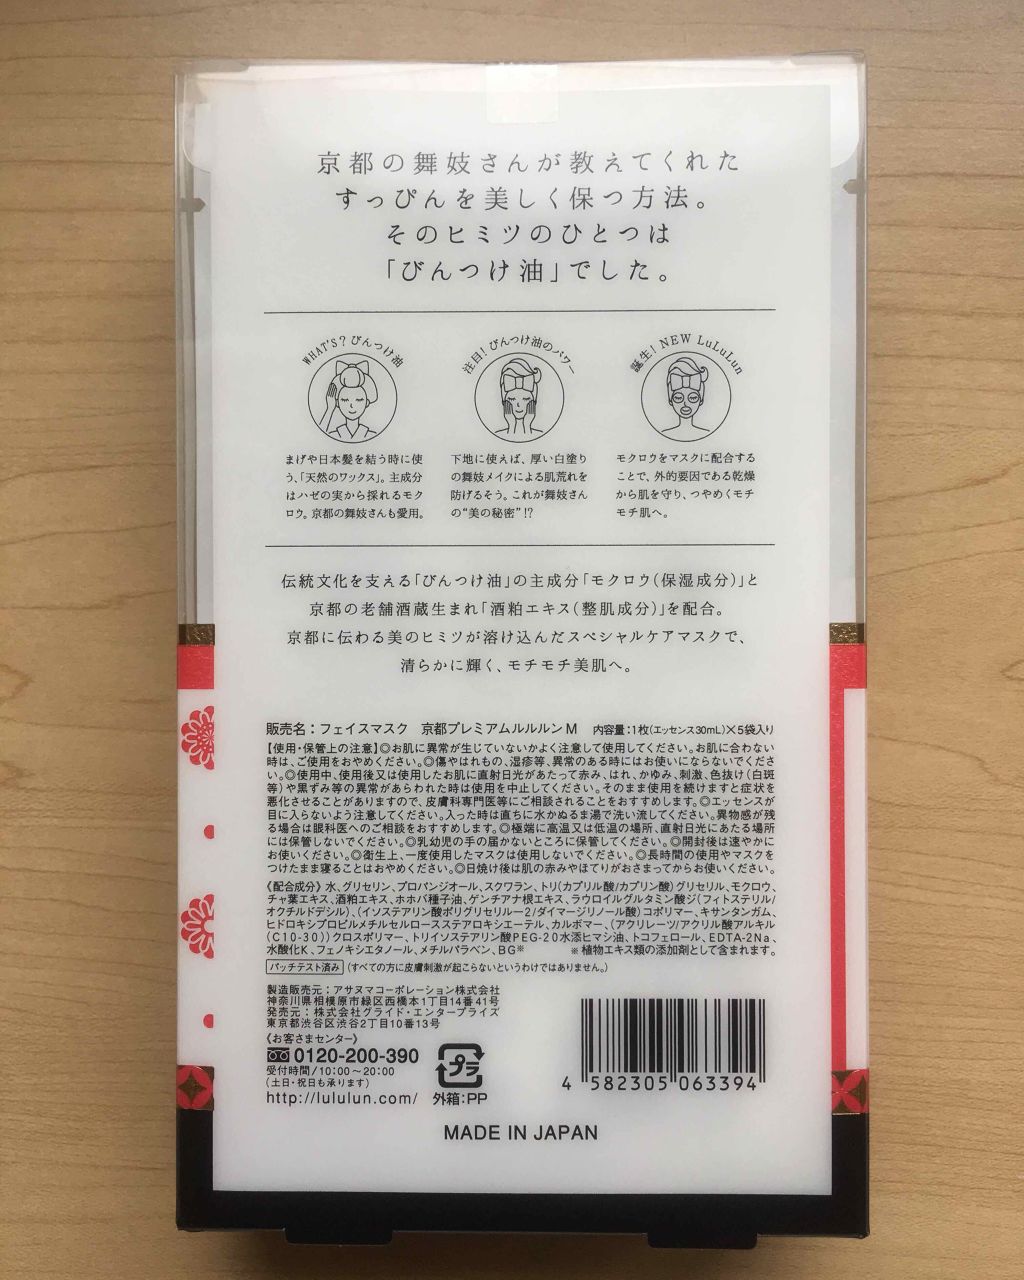 京都の舞妓さんが教えてくれた
すっぴんを美しく保つ方法。
そのヒミツのひとつは
「びんつけ油」でした。
WHAT'S? びんつけ油
まげや日本髪を結う時に使
う、「天然のワックス」。主成分
はハゼの実から採れるモク
ロウ。京都の舞妓さんも愛用。
注目! びんつけ油のパワー
下地に使えば、厚い白塗り
の舞妓メイクによる肌荒れを
防げるそう。これが舞妓さん
の“美の秘密”!?
誕生! NEW LuLuLun
モクロウをマスクに配合する
ことで、外的要因である乾燥
から肌を守り、つやめくモチ
モチ肌へ。
伝統文化を支える「びんつけ油」の主成分「モクロウ(保湿成分)」と
京都の老舗酒蔵生まれ「酒粕エキス(整肌成分)」を配合。
京都に伝わる美のヒミツが溶け込んだスペシャルケアマスクで、
清らかに輝く、モチモチ美肌へ。
販売名:フェイスマスク 京都プレミアムルルルンM 内容量:1枚(エッセンス30mL)×5袋入り
【使用・保管上の注意】◎お肌に異常が生じていないかよく注意して使用してください。お肌に合わない
時は、ご使用をおやめください。◎傷やはれもの、湿疹等、異常のある時にはお使いにならないでくださ
い。◎使用中、使用後又は使用したお肌に直射日光があたって赤み、はれ、かゆみ、刺激、色抜け(白斑
等)や黒ずみ等の異常があらわれた時は使用を中止してください。そのまま使用を続けますと症状を
悪化させることがありますので、皮膚科専門医等にご相談されることをおすすめします。◎エッセンスが
目に入らないよう注意してください。入った時は直ちに水かぬるま湯で洗い流してください。異物感が残
る場合は眼科医へのご相談をおすすめします。◎極端に高温又は低温の場所、直射日光にあたる場所
には保管しないでください。◎乳幼児の手の届かないところに保管してください。◎開封後は速やかに
お使いください。◎衛生上、一度使用したマスクは使用しないでください。◎長時間の使用やマスクを
つけたまま寝ることはおやめください。◎日焼け後は肌の赤みやほてりがおさまってからお使いください。
《配合成分》水、グリセリン、プロパンジオール、スクワラン、トリ(カプリル酸/カプリン酸)グリセリル、モクロウ、
チャ葉エキス、酒粕エキス、ホホバ種子油、ゲンチアナ根エキス、ラウロイルグルタミン酸ジ(フィトステリル/
オクチルドデシル)、(イソステアリン酸ポリグリセリル-2/ダイマージリノール酸)コポリマー、キサンタンガム、
ヒドロキシプロピルメチルセルロースステアロキシエーテル、カルボマー、(アクリレーツ/アクリル酸アルキル
(C10-30))クロスポリマー、トリイソステアリン酸PEG-20水添ヒマシ油、トコフェロール、EDTA-2Na、
水酸化K、フェノキシエタノール、メチルパラベン、BG※ ※植物エキス類の添加剤として含まれます。
パッチテスト済み (すべての方に皮膚刺激が起こらないというわけではありません。)
製造販売元:アサヌマコーポレーション株式会社
神奈川県相模原市緑区西橋本1丁目14番41号
発売元:株式会社グライド・エンタープライズ
東京都渋谷区渋谷2丁目10番13号
《お客さまセンター》
0120-200-390
受付時間/10:00~20:00
(土日・祝日も承ります)
http://lululun.com/
プラ
外箱:PP
4 582305 063394
MADE IN JAPAN